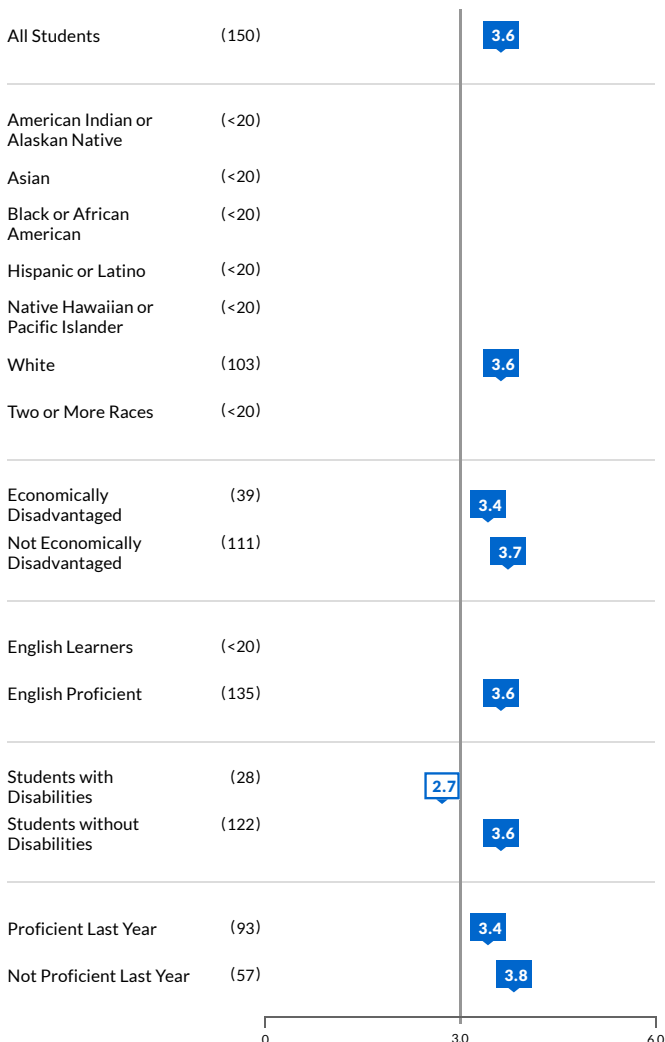 All Students (150) 3.6
American Indian or (<20)
Alaskan Native
Asian (<20)
Black or African (<20)
American
Hispanic or Latino (<20)
Native Hawaiian or (<20)
Pacific Islander
White (103) 3.6
Two or More Races (<20)
Economically (39) 3.4
Disadvantaged
Not Economically (111) 3.7
Disadvantaged
English Learners (<20)
English Proficient (135) 3.6
Students with (28) 2.7
Disabilities
Students without (122) 3.6
Disabilities
Proficient Last Year (93) 3.4
Not Proficient Last Year (57) 3.8
0 3.0 6.0